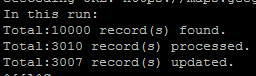 In this run:
Total:10000 record(s) found.
Total:3010 record(s) processed.
Total:3007 record(s) updated.